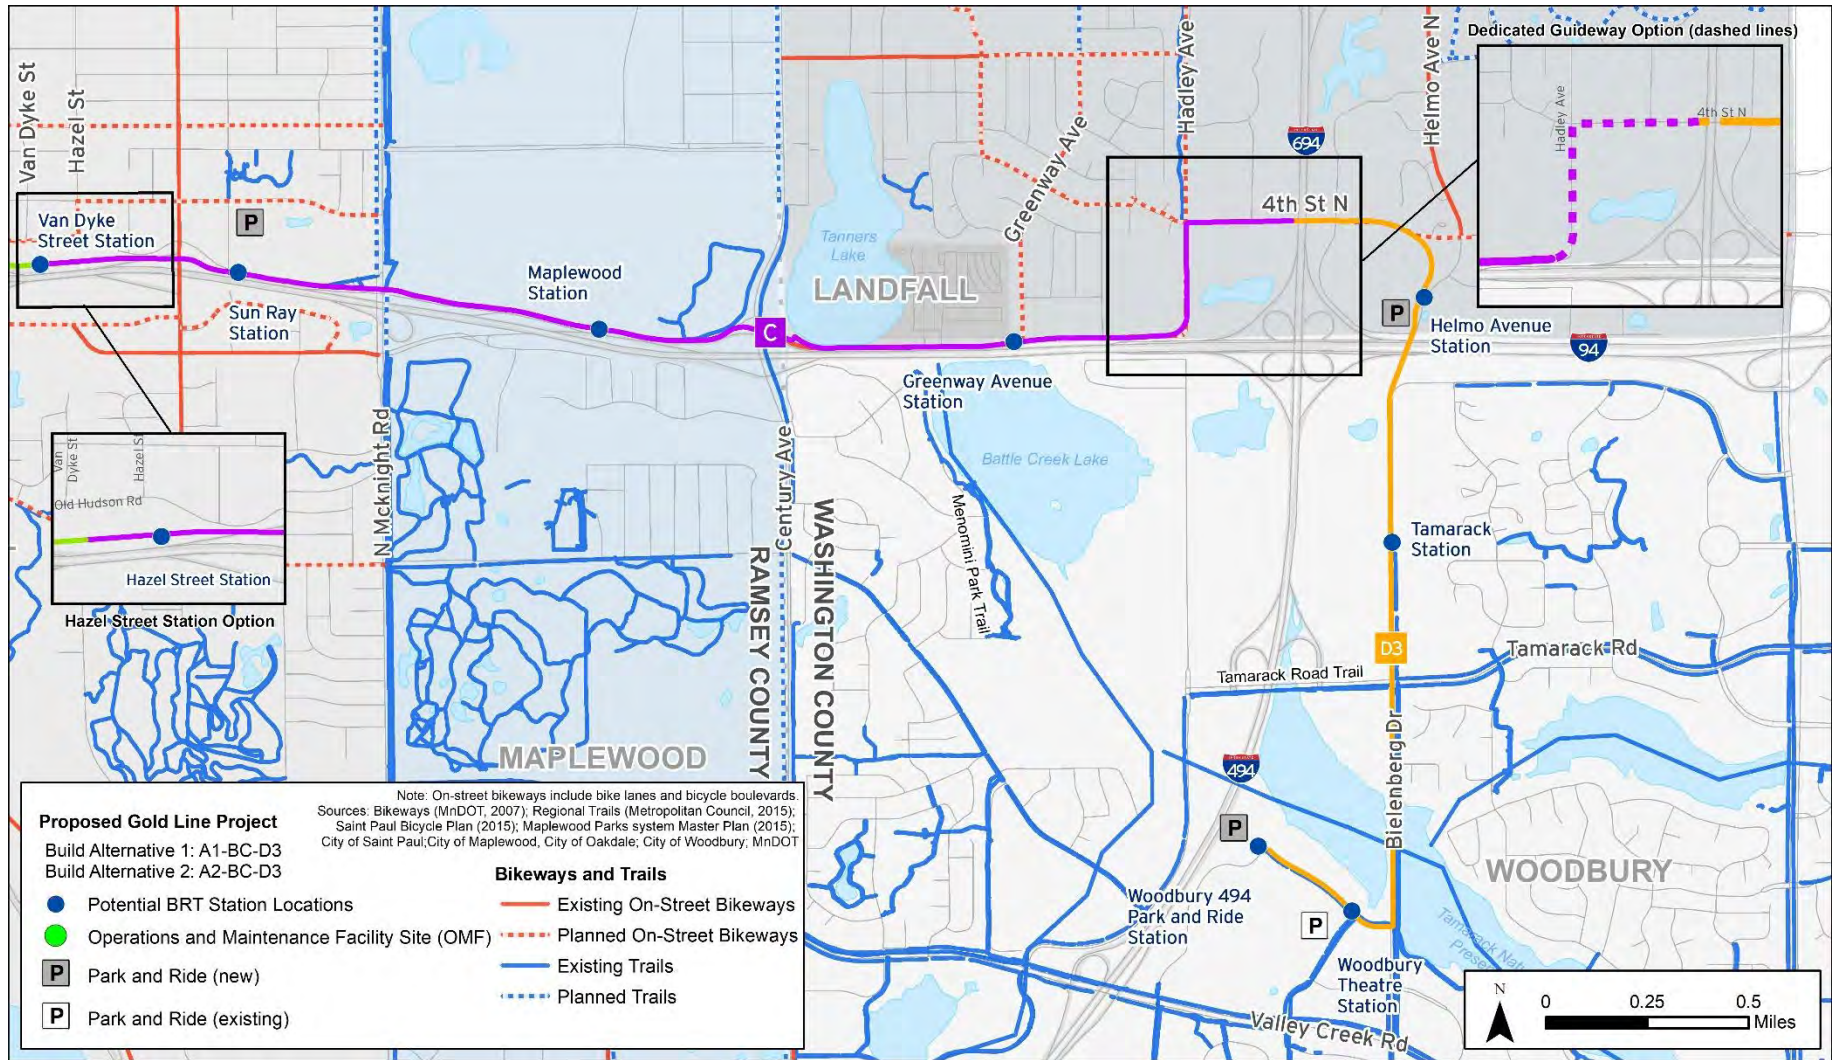 Van Dyke St
Hazel St
Hadley Ave
Helmo Ave N
Dedicated Guideway Option (dashed lines)
Hadley Ave
4th St N
694
Greenway Ave
4th St N
Van Dyke
Street Station
P
Tanners
Lake
LANDFALL
Maplewood
Station
Sun Ray
Station
C
P
Helmo Avenue
Station
94
Greenway Avenue
Station
N Mcknight Rd
Century Ave
Battle Creek Lake
Van
Dyke St
Hazel St
Old Hudson Rd
Hazel Street Station
Hazel Street Station Option
Menomini Park Trail
RAMSEY COUNTY
WASHINGTON COUNTY
Tamarack
Station
D3
Tamarack Rd
Tamarack Road Trail
Bielenberg Dr
MAPLEWOOD
494
P
WOODBURY
Woodbury 494
Park and Ride
Station
P
Woodbury
Theatre
Station
Valley Creek Rd
Note: On-street bikeways include bike lanes and bicycle boulevards.
Sources: Bikeways (MnDOT, 2007); Regional Trails (Metropolitan Council, 2015);
Saint Paul Bicycle Plan (2015); Maplewood Parks system Master Plan (2015);
City of Saint Paul;City of Maplewood, City of Oakdale; City of Woodbury; MnDOT
Proposed Gold Line Project
Build Alternative 1: A1-BC-D3
Build Alternative 2: A2-BC-D3
Potential BRT Station Locations
Operations and Maintenance Facility Site (OMF)
P Park and Ride (new)
P Park and Ride (existing)
Bikeways and Trails
Existing On-Street Bikeways
Planned On-Street Bikeways
Existing Trails
Planned Trails
Tamarack
N
0 0.25 0.5
Miles